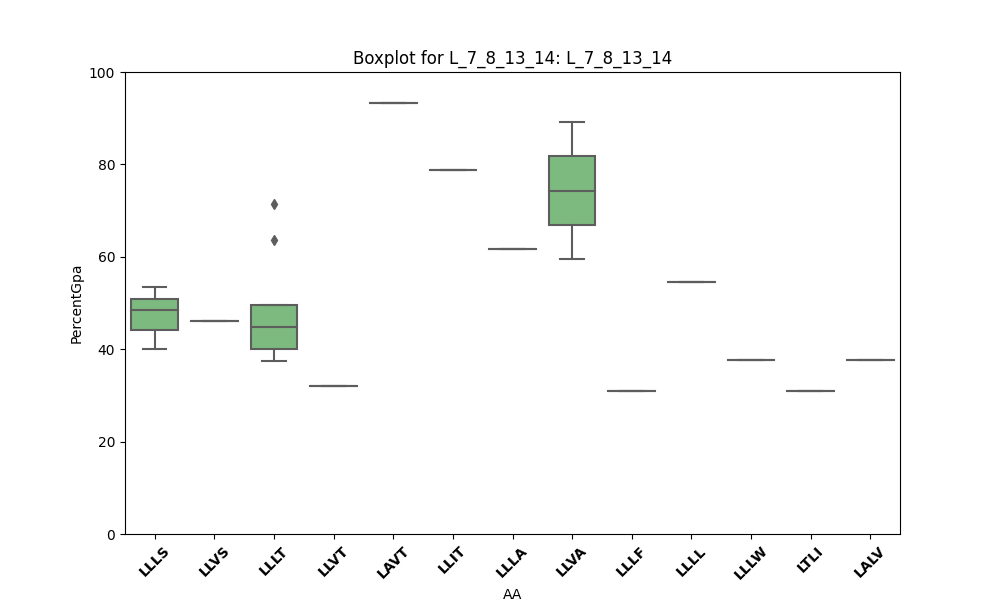 Boxplot for L_7_8_13_14: L_7_8_13_14
100
80
60
40
20
0
PercentGpa
LLLS LLVS LLLT LLVT LAVT LLIT LLLA LLVA LLLF LLLL LLLW LTLI LALV
AA